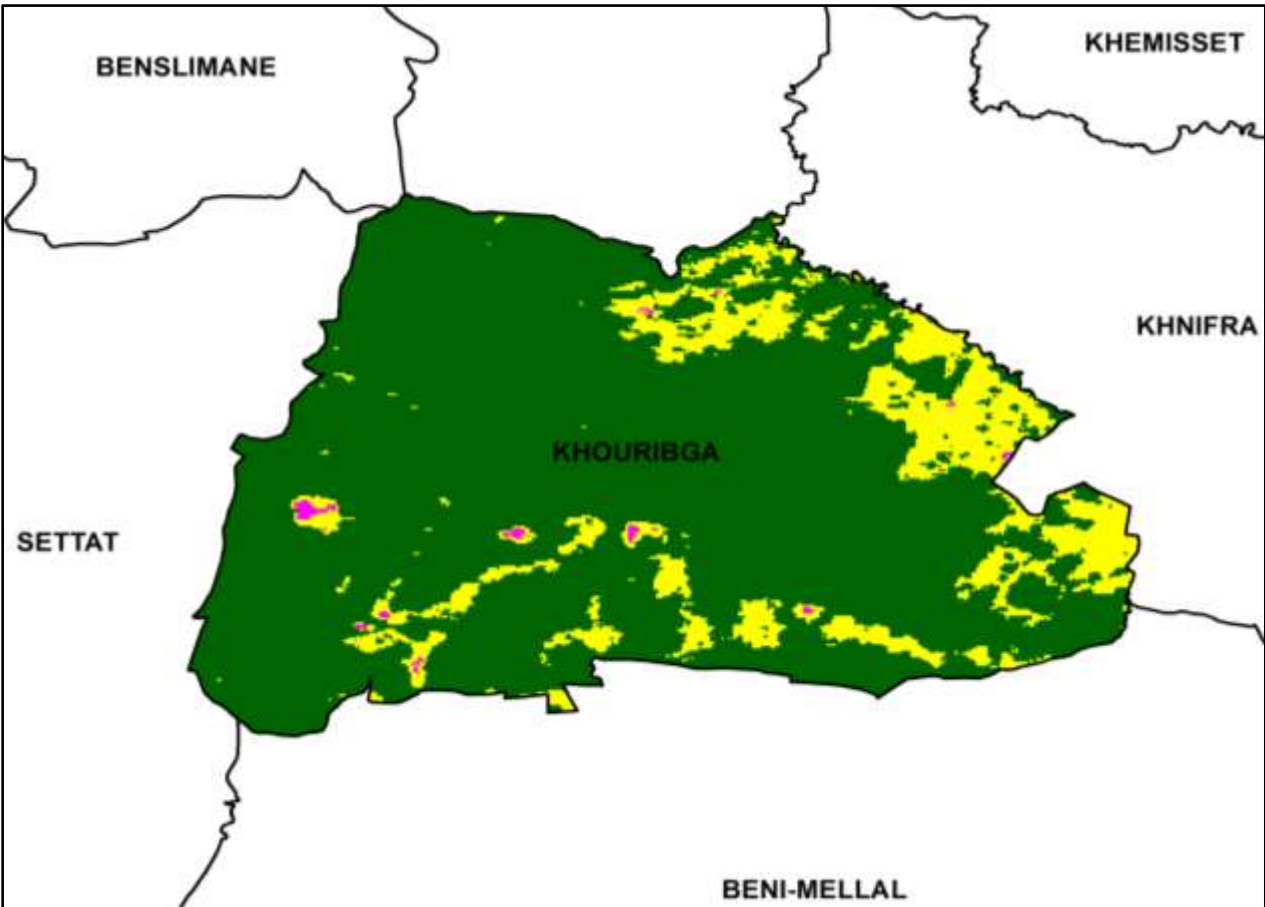 BENSLIMANE
KHEMISSET
KHNIFRA
KHOURIBGA
SETTAT
BENI-MELLAL